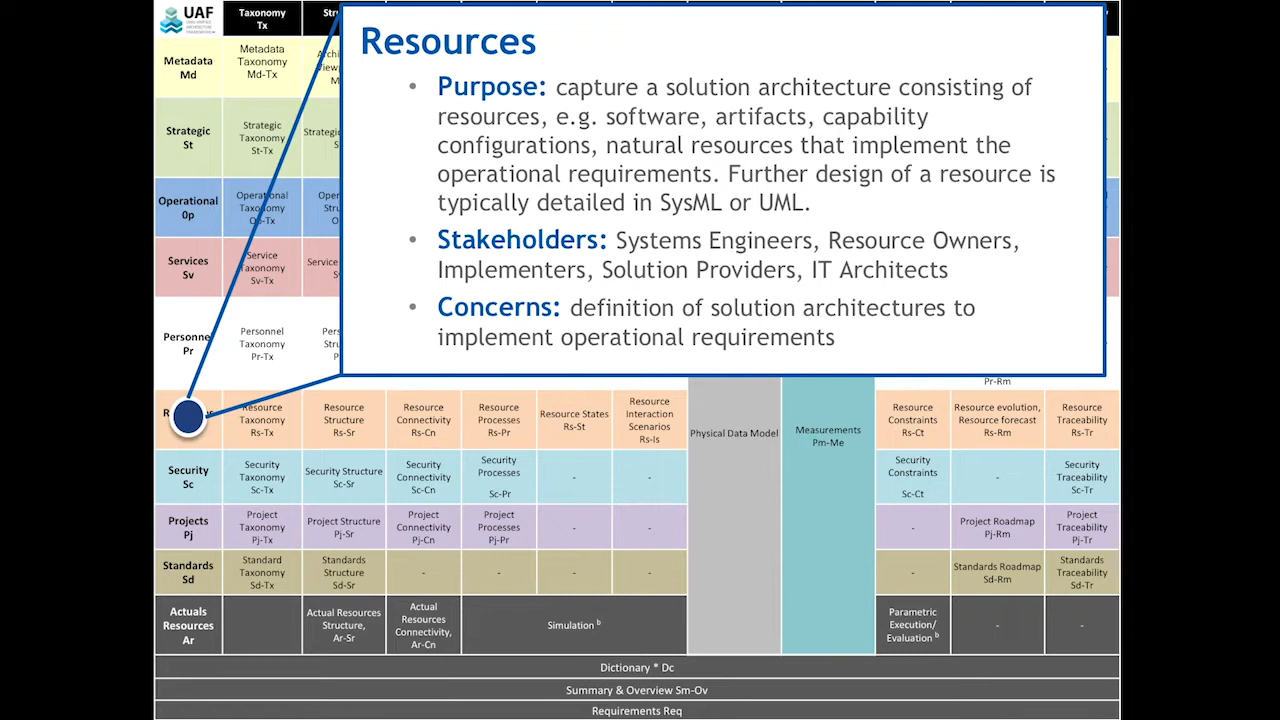 UAF
Taxonomy
Tx
Resources
• Purpose: capture a solution architecture consisting of
resources, e.g. software, artifacts, capability
configurations, natural resources that implement the
operational requirements. Further design of a resource is
typically detailed in SysML or UML.
• Stakeholders: Systems Engineers, Resource Owners,
Implementers, Solution Providers, IT Architects
• Concerns: definition of solution architectures to
implement operational requirements
Metadata
Md
Metadata
Taxonomy
Md-Tx
Strategic
St
Strategic
Taxonomy
St-Tx
Strategic
Operational
0p
Operational
Taxonomy
Op-Tx
Services
Sv
Service
Taxonomy
Sv-Tx
Service
Personnel
Pr
Personnel
Taxonomy
Pr-Tx
Pr-Rm
Resource
Taxonomy
Rs-Tx
Resource
Structure
Rs-Sr
Resource
Connectivity
Rs-Cn
Resource
Processes
Rs-Pr
Resource States
Rs-St
Resource
Interaction
Scenarios
Rs-Is
Physical Data Model
Measurements
Pm-Me
Resource
Constraints
Rs-Ct
Resource evolution,
Resource forecast
Rs-Rm
Resource
Traceability
Rs-Tr
Security
Sc
Security
Taxonomy
Sc-Tx
Security Structure
Sc-Sr
Security
Connectivity
Sc-Cn
Security
Processes
Sc-Pr
-
-
Security
Constraints
Sc-Ct
-
Security
Traceability
Sc-Tr
Projects
Pj
Project
Taxonomy
Pj-Tx
Project Structure
Pj-Sr
Project
Connectivity
Pj-Cn
Project
Processes
Pj-Pr
-
-
-
Project Roadmap
Pj-Rm
Project
Traceability
Pj-Tr
Standards
Sd
Standard
Taxonomy
Sd-Tx
Standards
Structure
Sd-Sr
-
-
-
-
-
Standards Roadmap
Sd-Rm
Standards
Traceability
Sd-Tr
Actuals
Resources
Ar
Actual Resources
Structure,
Ar-Sr
Actual
Resources
Connectivity,
Ar-Cn
Simulation b
Parametric
Execution/
Evaluation b
-
-
Dictionary * Dc
Summary & Overview Sm-Ov
Requirements Req